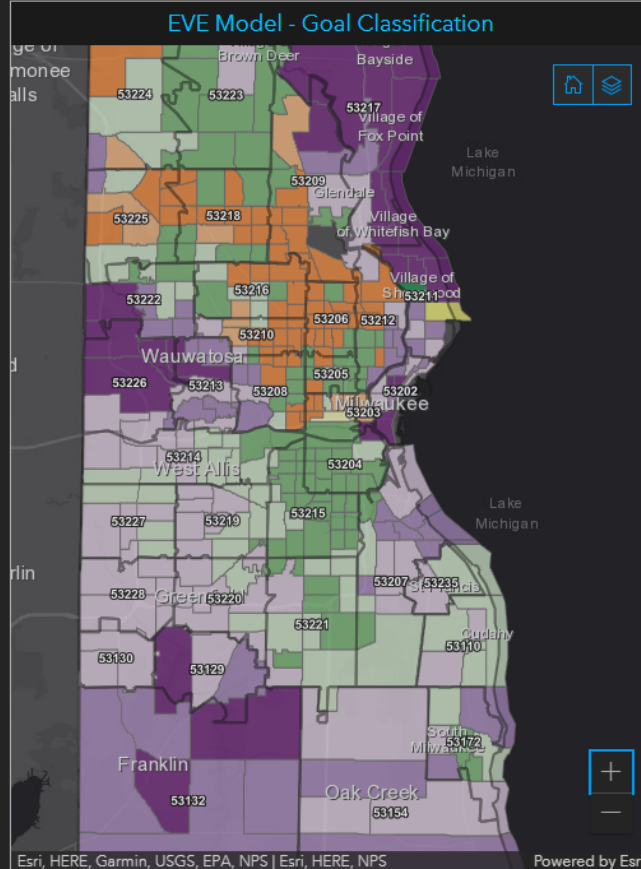 EVE Model - Goal Classification
ge of
monee
alls
Brown Deer
Bayside
53224
53223
53217
Village of
Fox Point
Lake
Michigan
53209
Glendale
53225
53218
Village
of Whitefish Bay
Village of
53211
53222
53216
53206
53212
53210
Wauwatosa
53205
53226
53213
53208
53202
Milwaukee
53203
53214
West Allis
53204
53215
53227
53219
Lake
Michigan
rlin
53207
53235
St Francis
53228
53220
53221
Cudahy
53110
53130
53129
South
Milwaukee
53172
Franklin
53132
Oak Creek
53154
+
−
Esri, HERE, Garmin, USGS, EPA, NPS | Esri, HERE, NPS
Powered by Esr